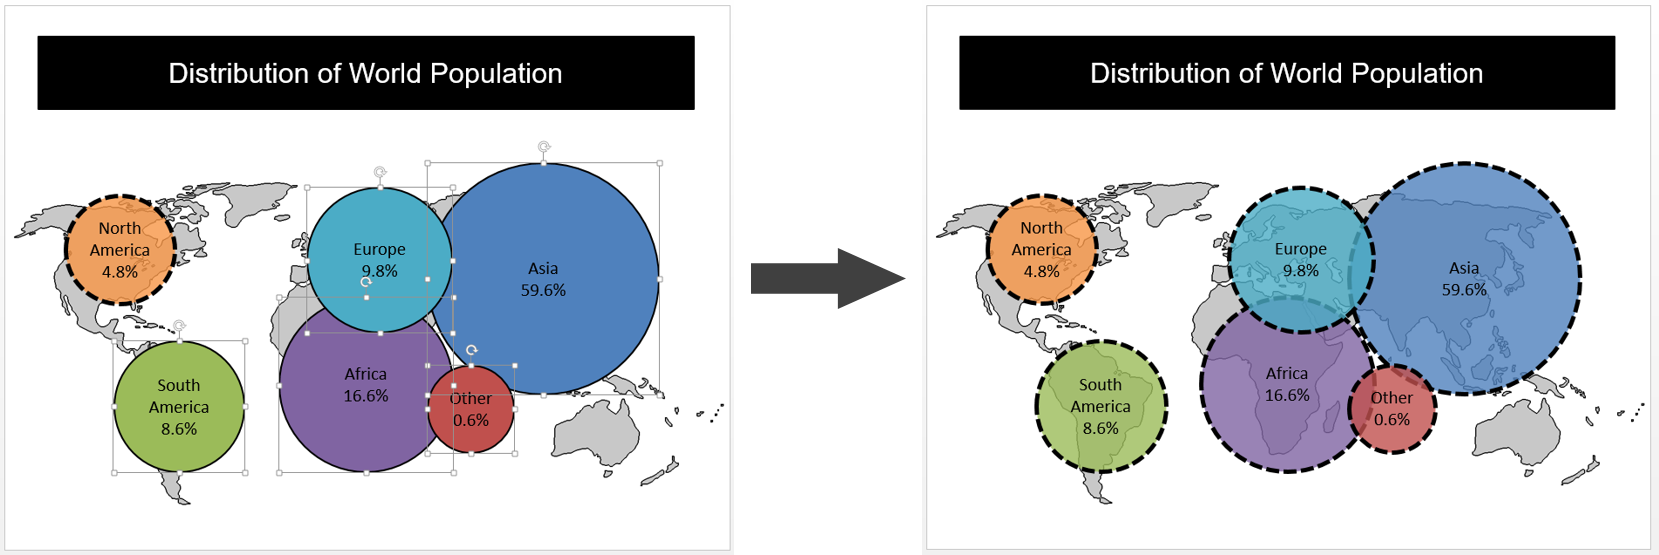 Distribution of World Population
North
America
4.8%
Europe
9.8%
Asia
59.6%
South
America
8.6%
Africa
16.6%
Other
0.6%
Distribution of World Population
North
America
4.8%
Europe
9.8%
Asia
59.6%
South
America
8.6%
Africa
16.6%
Other
0.6%